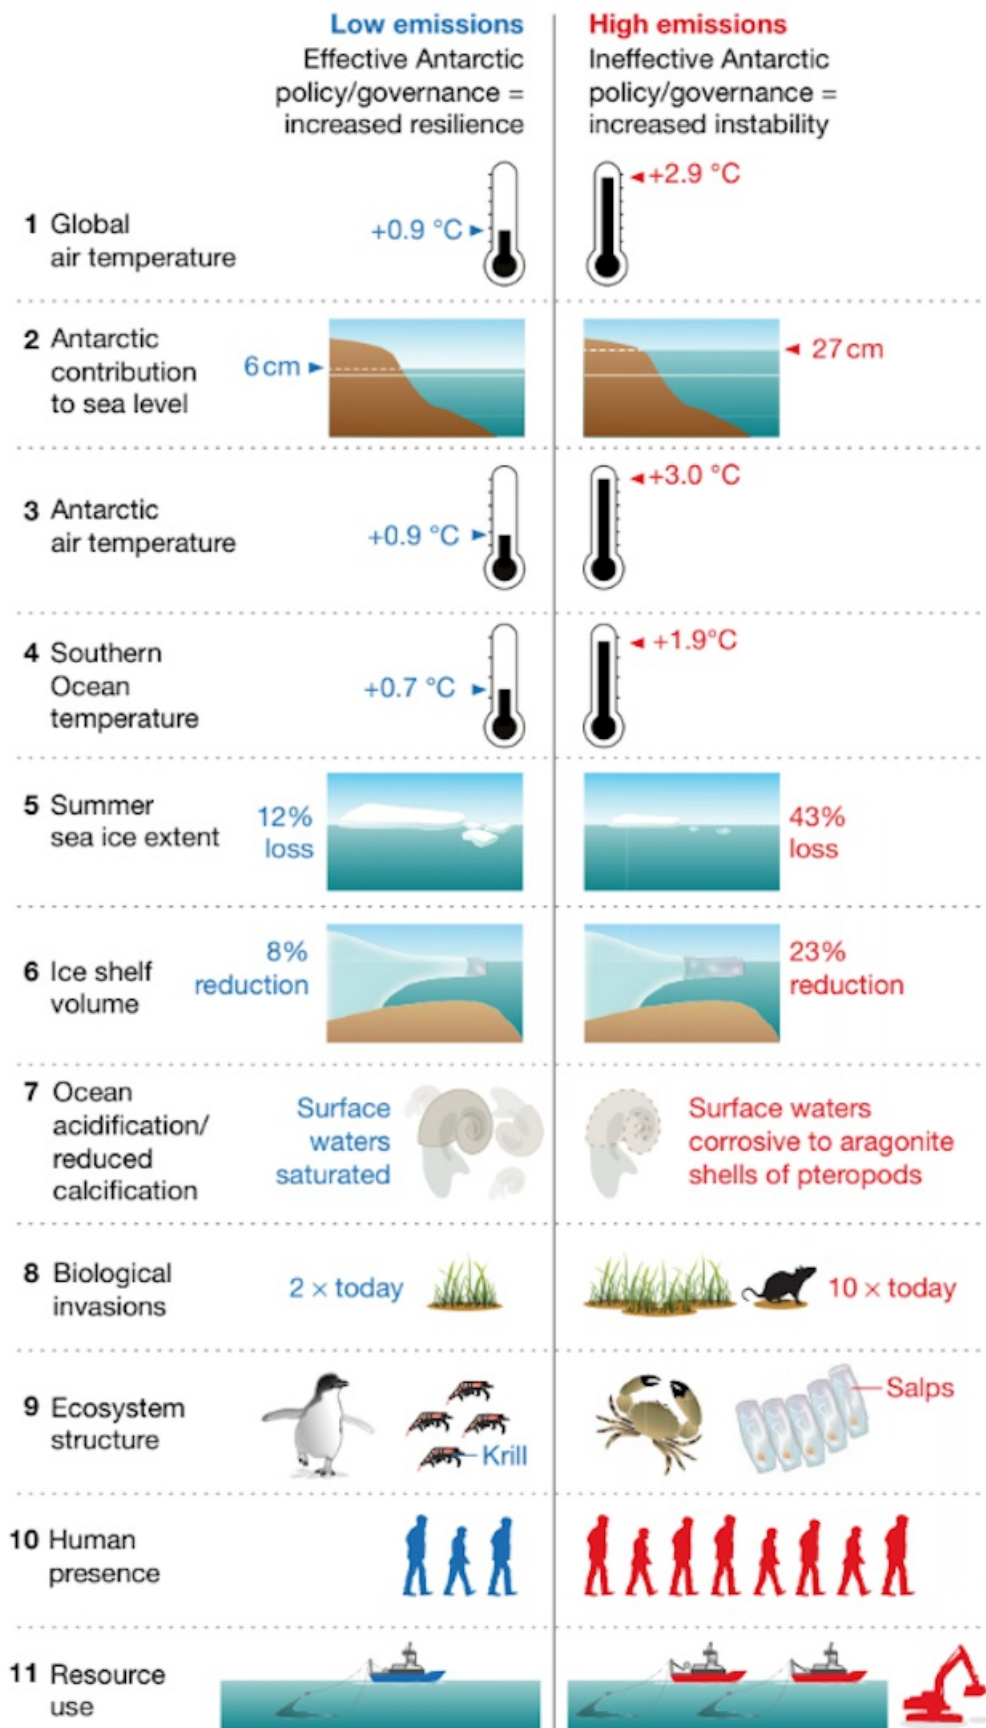 Low emissions
Effective Antarctic
policy/governance =
increased resilience
High emissions
Ineffective Antarctic
policy/governance =
increased instability
1 Global
air temperature
+0.9 °C
+2.9 °C
2 Antarctic
contribution
to sea level
6 cm
27 cm
3 Antarctic
air temperature
+0.9 °C
+3.0 °C
4 Southern
Ocean
temperature
+0.7 °C
+1.9°C
5 Summer
sea ice extent
12%
loss
43%
loss
6 Ice shelf
volume
8%
reduction
23%
reduction
7 Ocean
acidification/
reduced
calcification
Surface
waters
saturated
Surface waters
corrosive to aragonite
shells of pteropods
8 Biological
invasions
2 × today
10 × today
9 Ecosystem
structure
Krill
Salps
10 Human
presence
11 Resource
use